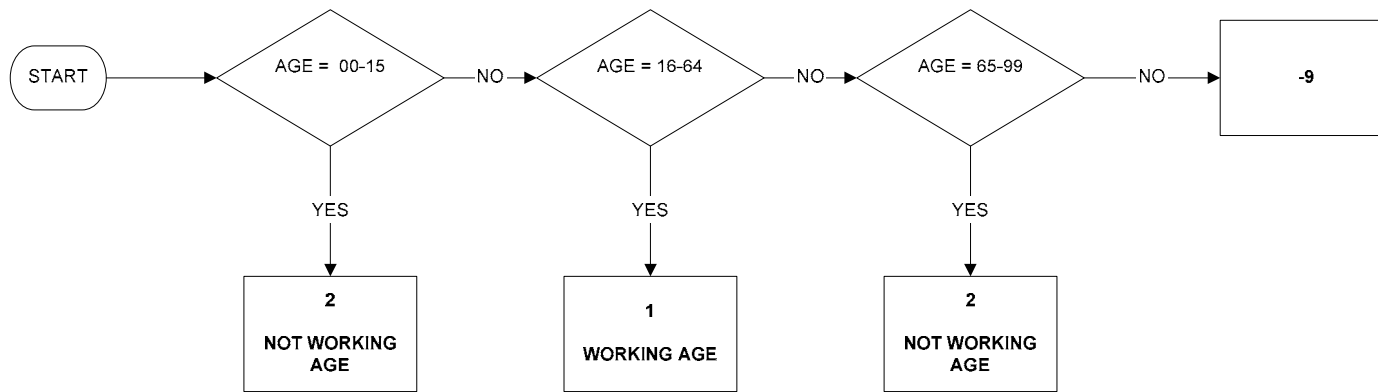 START
AGE = 00-15
NO
AGE = 16-64
NO
AGE = 65-99
NO
-9
YES
YES
YES
2
NOT WORKING
AGE
1
WORKING AGE
2
NOT WORKING
AGE